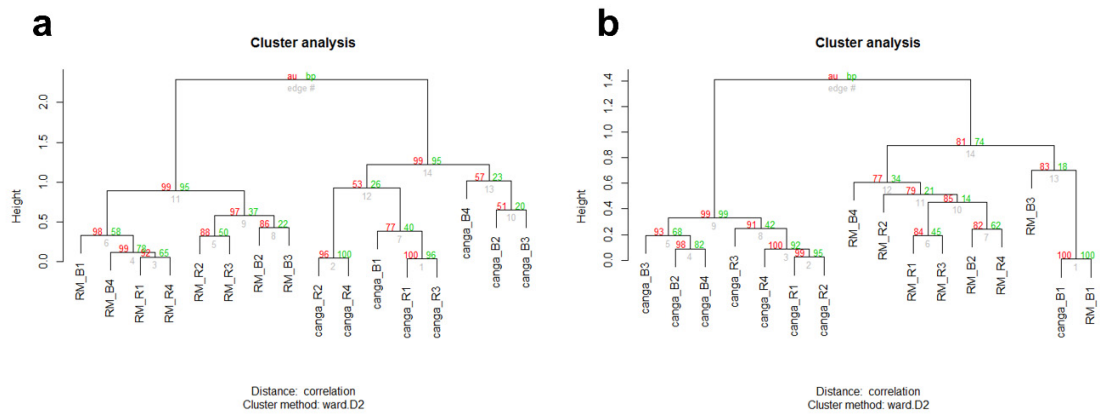 a
Cluster analysis
Height
0.0 0.5 1.0 1.5 2.0
au bp
edge #
99 95
14
99 95
11
53 26
12
57 23
13
51 20
10
97 37
9
86 22
8
88 50
5
98 58
6
99 78
4
92 65
3
77 40
7
96 100
2
100 96
1
RM_B1
RM_B4
RM_R1
RM_R4
RM_R2
RM_R3
RM_B2
RM_B3
canga_R2
canga_R4
canga_B1
canga_R1
canga_R3
canga_B4
canga_B2
canga_B3
Distance: correlation
Cluster method: ward.D2
b
Cluster analysis
Height
0.0 0.2 0.4 0.6 0.8 1.0 1.2 1.4
au bp
edge #
81 74
14
83 18
13
77 34
12
79 21
11
85 14
10
99 99
9
91 42
8
82 62
7
84 45
6
93 68
5
98 82
4
100 92
3
99 95
2
100 100
1
canga_B3
canga_B2
canga_B4
canga_R3
canga_R4
canga_R1
canga_R2
RM_B4
RM_R2
RM_R1
RM_R3
RM_B2
RM_R4
RM_B3
canga_B1
RM_B1
Distance: correlation
Cluster method: ward.D2